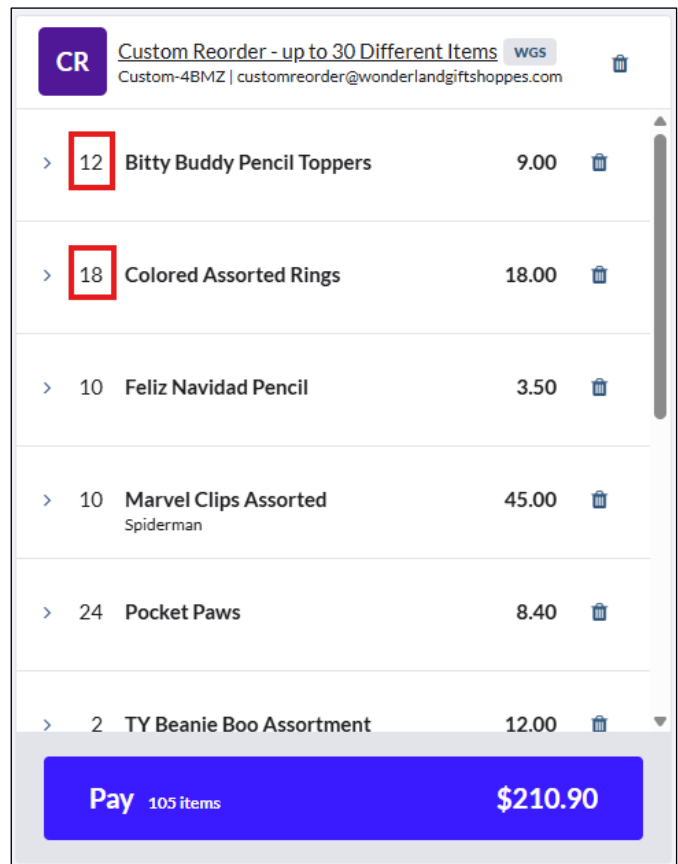 CR Custom Reorder - up to 30 Different Items WGS
Custom-4BMZ | customreorder@wonderlandgiftshoppes.com
> 12 Bitty Buddy Pencil Toppers 9.00
> 18 Colored Assorted Rings 18.00
> 10 Feliz Navidad Pencil 3.50
> 10 Marvel Clips Assorted 45.00
Spiderman
> 24 Pocket Paws 8.40
> 2 TY Beanie Boo Assortment 12.00
Pay 105 items $210.90